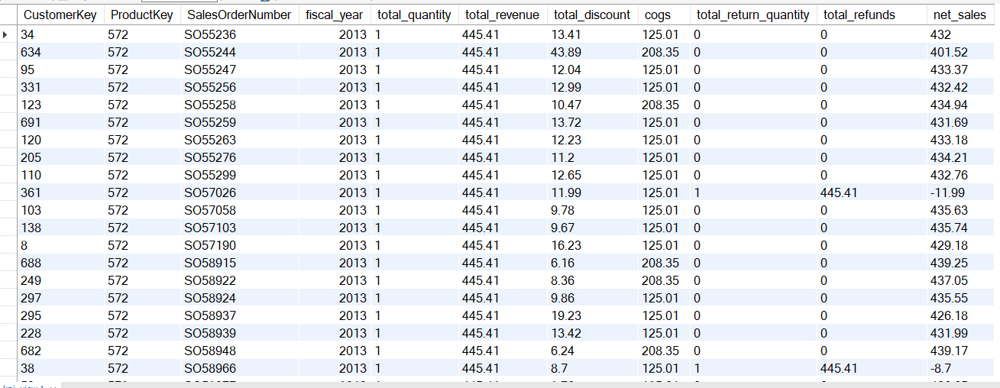 CustomerKey ProductKey SalesOrderNumber fiscal_year total_quantity total_revenue total_discount cogs total_return_quantity total_refunds net_sales
34 572 SO55236 2013 1 445.41 13.41 125.01 0 0 432
634 572 SO55244 2013 1 445.41 43.89 208.35 0 0 401.52
95 572 SO55247 2013 1 445.41 12.04 125.01 0 0 433.37
331 572 SO55256 2013 1 445.41 12.99 125.01 0 0 432.42
123 572 SO55258 2013 1 445.41 10.47 208.35 0 0 434.94
691 572 SO55259 2013 1 445.41 13.72 125.01 0 0 431.69
120 572 SO55263 2013 1 445.41 12.23 125.01 0 0 433.18
205 572 SO55276 2013 1 445.41 11.2 125.01 0 0 434.21
110 572 SO55299 2013 1 445.41 12.65 125.01 0 0 432.76
361 572 SO57026 2013 1 445.41 11.99 125.01 1 445.41 -11.99
103 572 SO57058 2013 1 445.41 9.78 125.01 0 0 435.63
138 572 SO57103 2013 1 445.41 9.67 125.01 0 0 435.74
8 572 SO57190 2013 1 445.41 16.23 125.01 0 0 429.18
688 572 SO58915 2013 1 445.41 6.16 208.35 0 0 439.25
249 572 SO58922 2013 1 445.41 8.36 208.35 0 0 437.05
297 572 SO58924 2013 1 445.41 9.86 125.01 0 0 435.55
295 572 SO58937 2013 1 445.41 19.23 125.01 0 0 426.18
228 572 SO58939 2013 1 445.41 13.42 125.01 0 0 431.99
682 572 SO58948 2013 1 445.41 6.24 208.35 0 0 439.17
38 572 SO58966 2013 1 445.41 8.7 125.01 1 445.41 -8.7